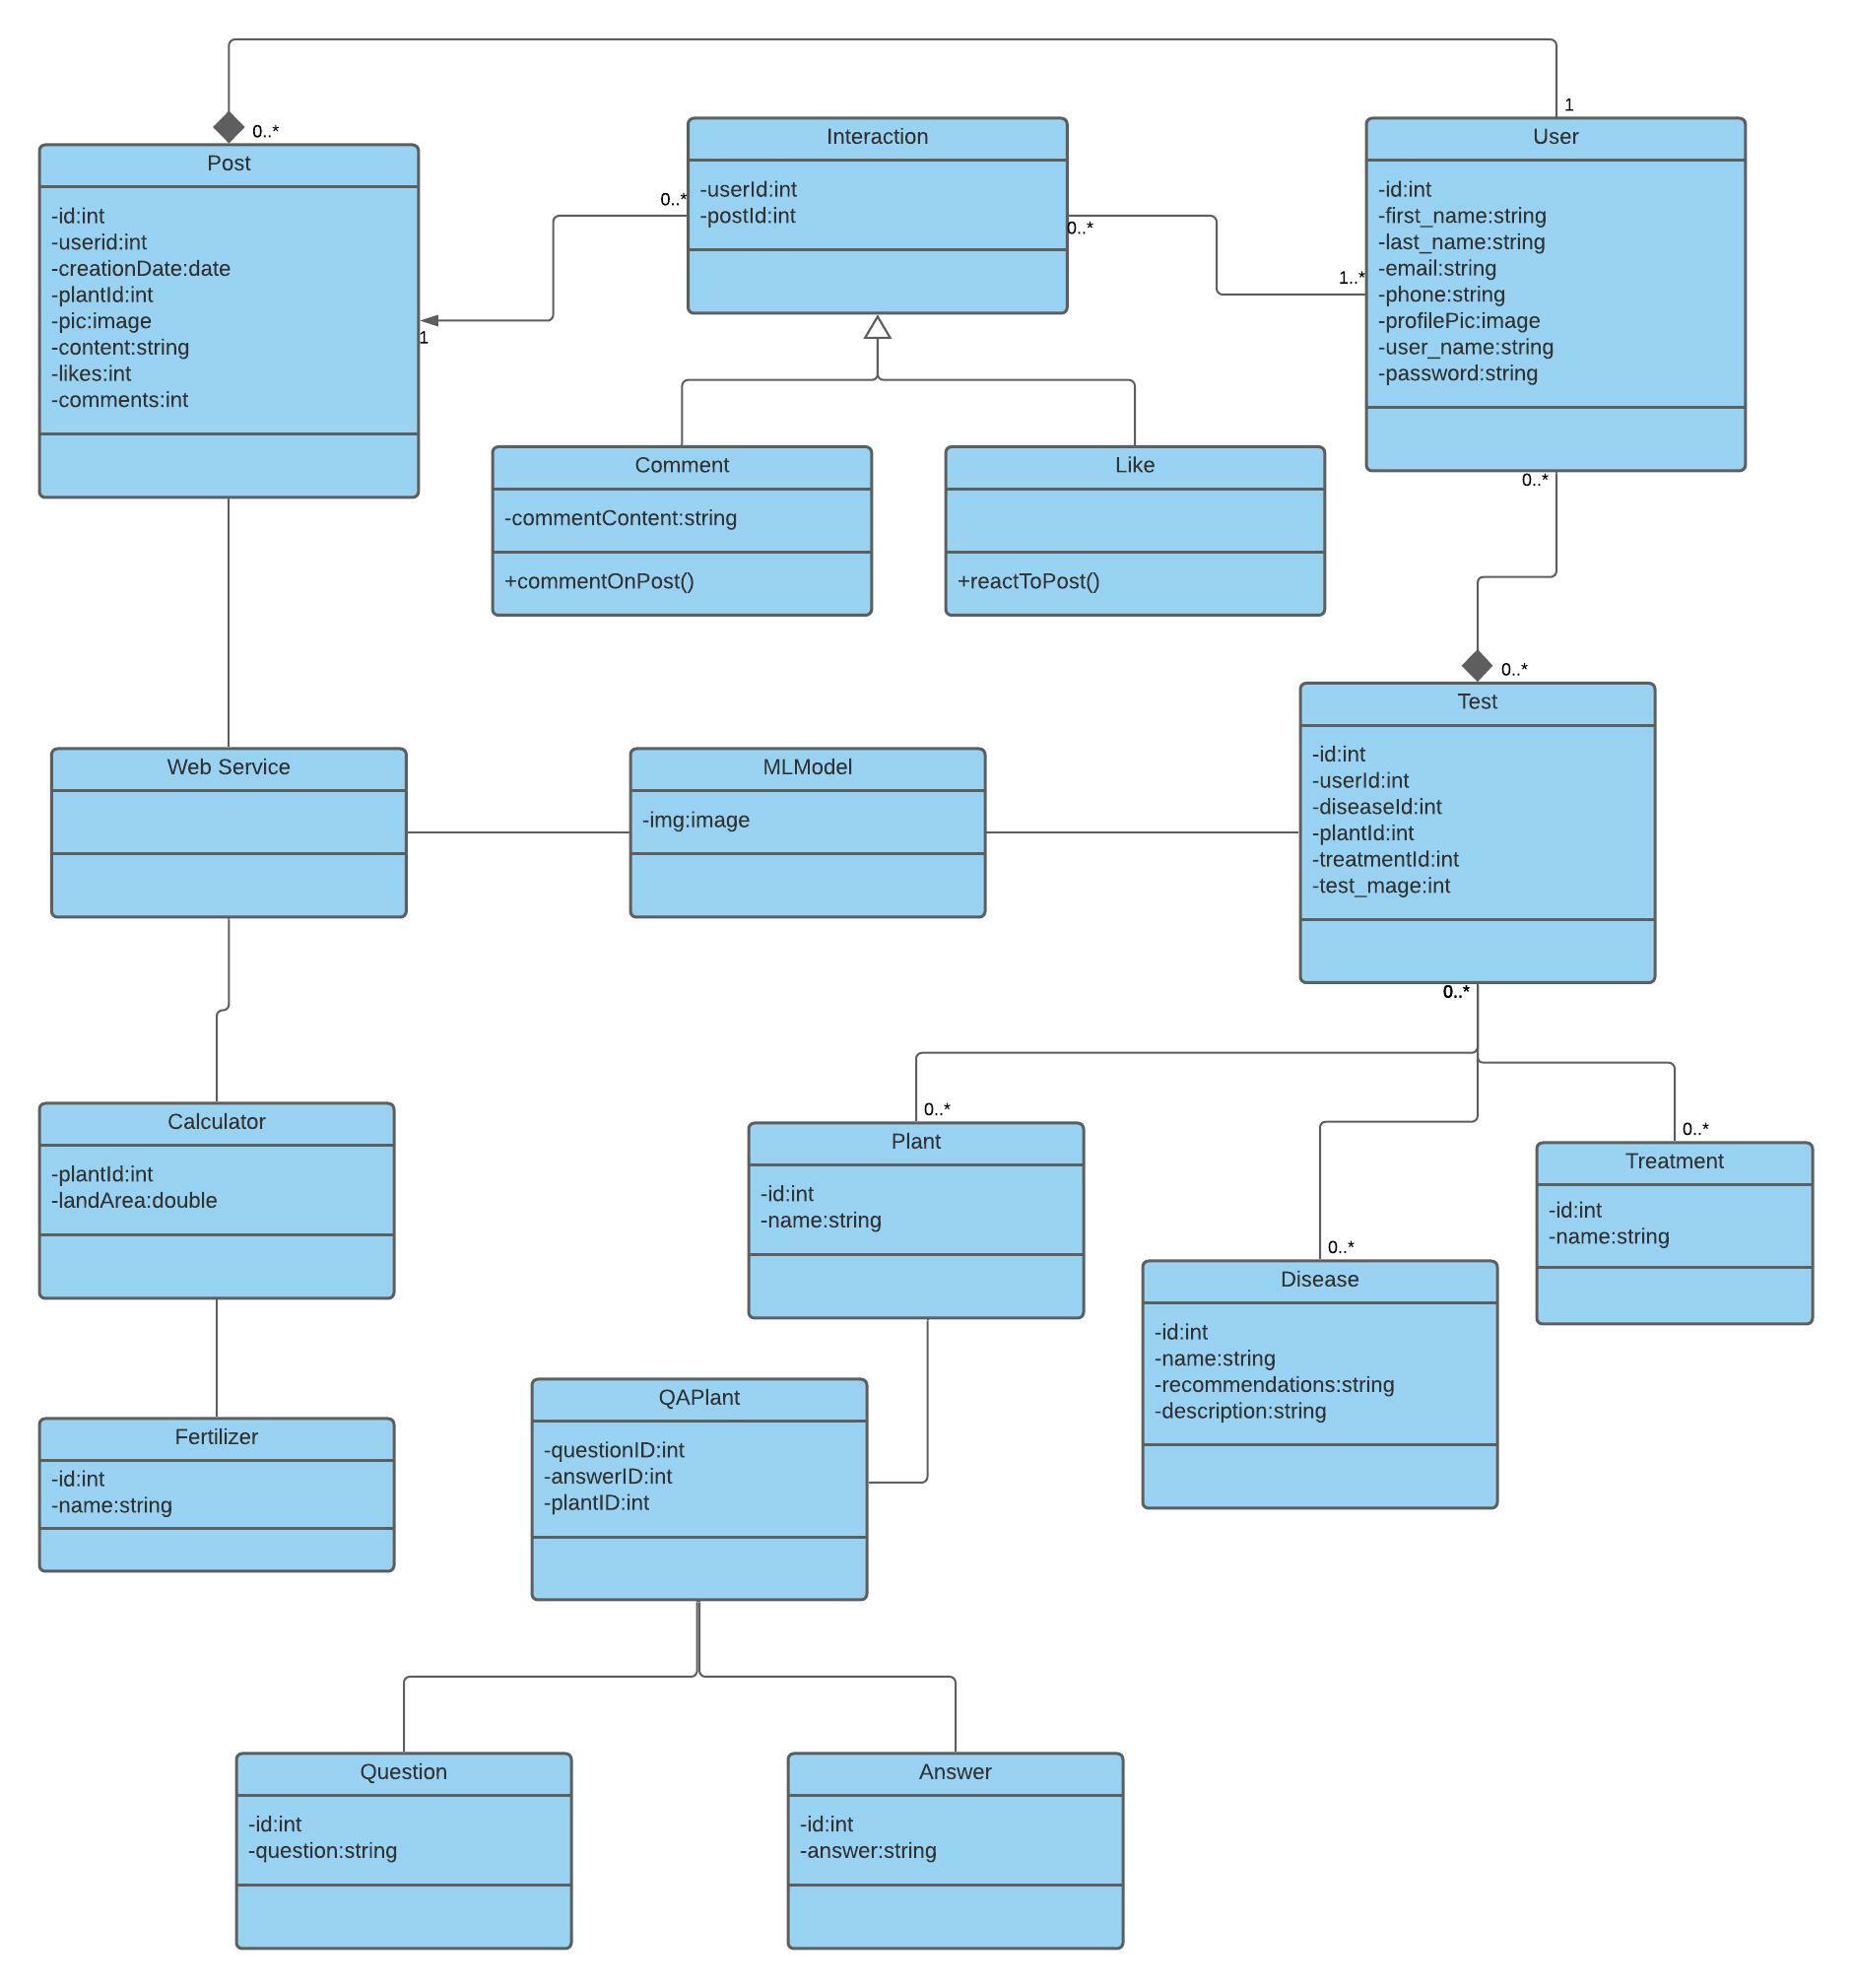 1
0..*
Post
-id:int
-userid:int
-creationDate:date
-plantId:int
-pic:image
-content:string
-likes:int
-comments:int
Interaction
-userId:int
-postId:int
0..*
1
0..*
1..*
User
-id:int
-first_name:string
-last_name:string
-email:string
-phone:string
-profilePic:image
-user_name:string
-password:string
Comment
-commentContent:string
+commentOnPost()
Like
+reactToPost()
0..*
0..*
Web Service
MLModel
-img:image
Test
-id:int
-userId:int
-diseaseId:int
-plantId:int
-treatmentId:int
-test_mage:int
0..*
Calculator
-plantId:int
-landArea:double
0..*
Plant
-id:int
-name:string
0..*
Treatment
-id:int
-name:string
0..*
Disease
-id:int
-name:string
-recommendations:string
-description:string
Fertilizer
-id:int
-name:string
QAPlant
-questionID:int
-answerID:int
-plantID:int
Question
-id:int
-question:string
Answer
-id:int
-answer:string